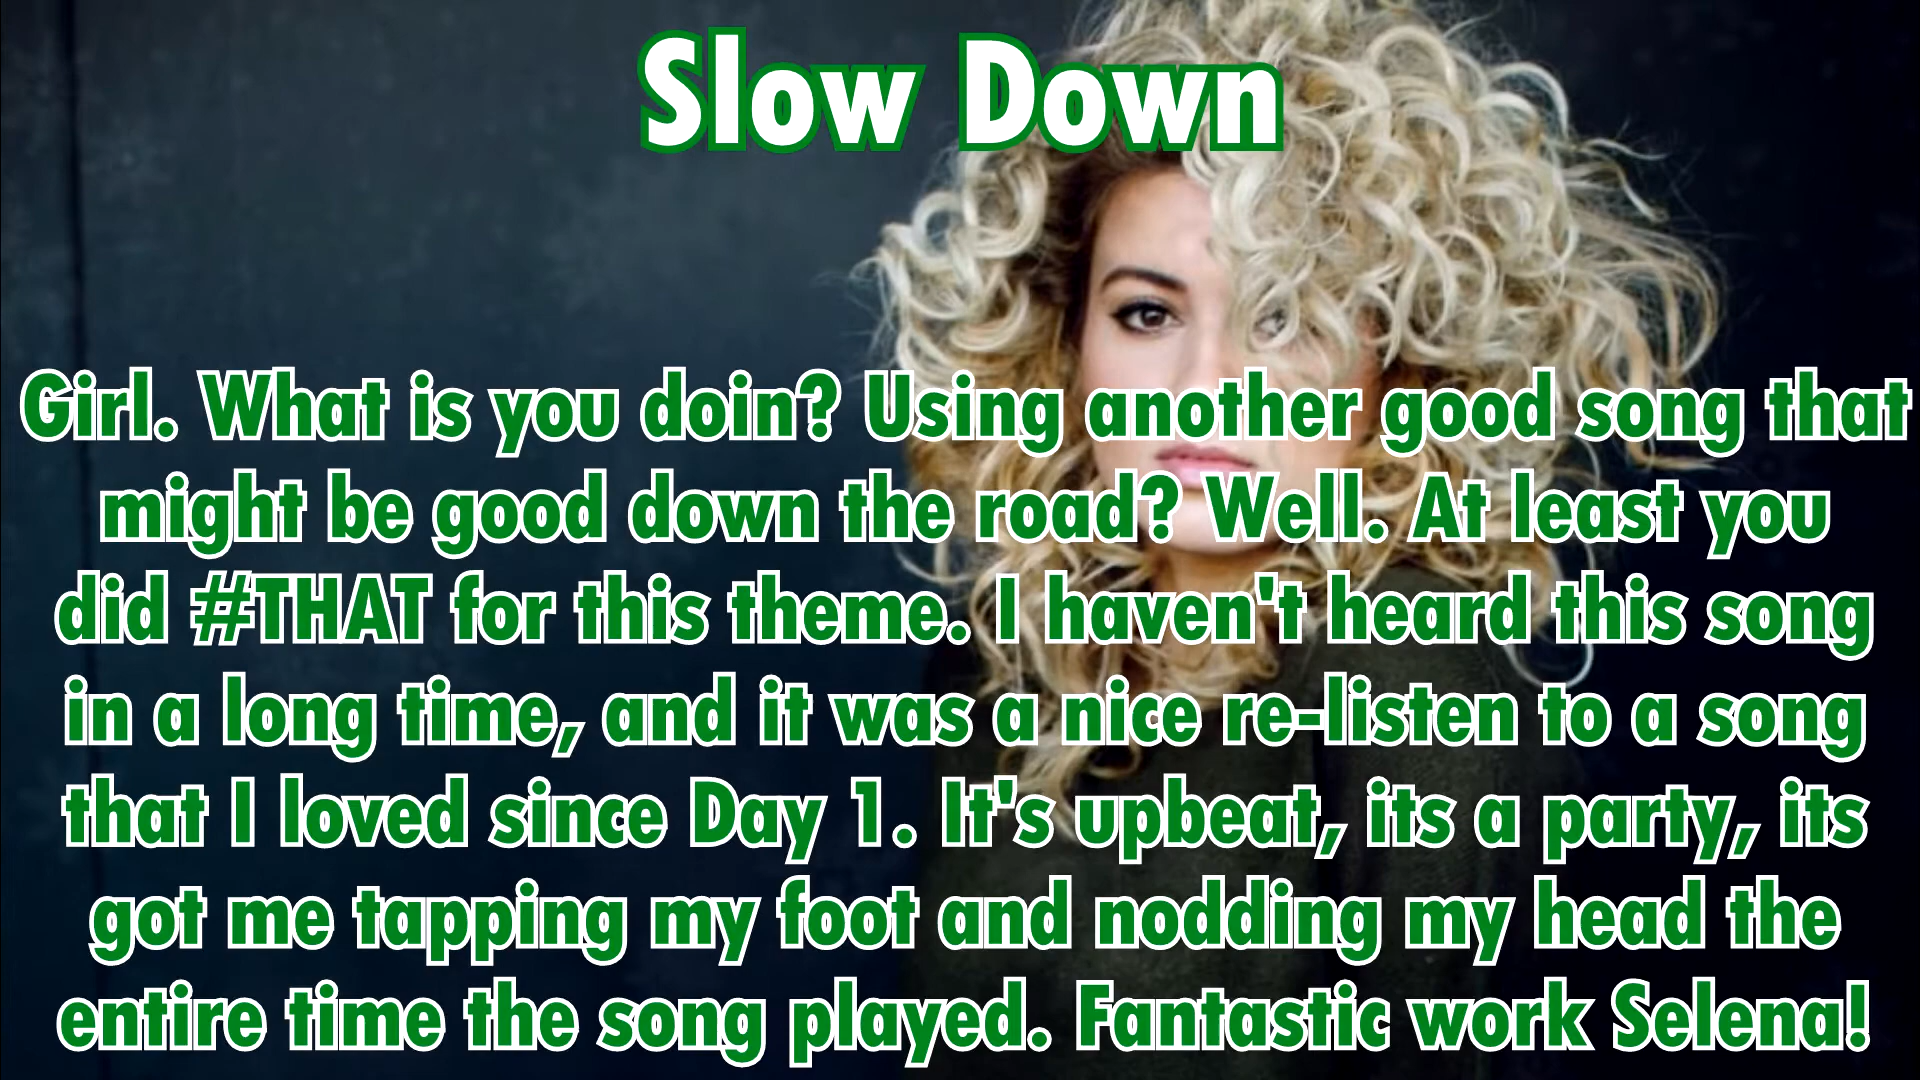 Slow Down
Girl. What is you doin? Using another good song that
might be good down the road? Well. At least you
did #THAT for this theme. I haven't heard this song
in a long time, and it was a nice re-listen to a song
that I loved since Day 1. It's upbeat, its a party, its
got me tapping my foot and nodding my head the
entire time the song played. Fantastic work Selena!